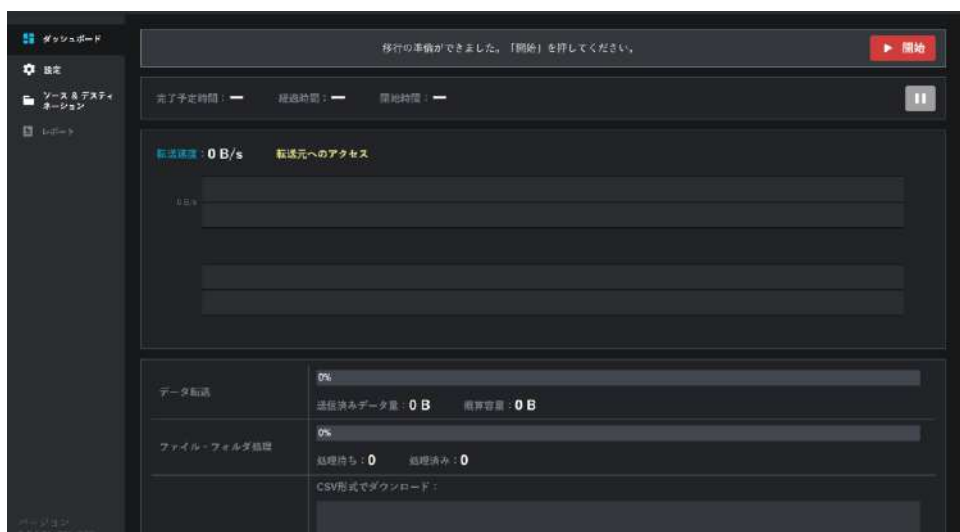 ダッシュボード
移行の準備ができました。「開始」を押してください。
開始
設定
ソース & デスティ
ネーション
完了予定時間：ー
経過時間：ー
開始時間：ー
レポート
転送速度：0 B/s
転送元へのアクセス
0 B/s
データ転送
0%
送信済みデータ量：0 B
概算容量：0 B
ファイル・フォルダ処理
0%
処理待ち：0
処理済み：0
CSV形式でダウンロード：
バージョン